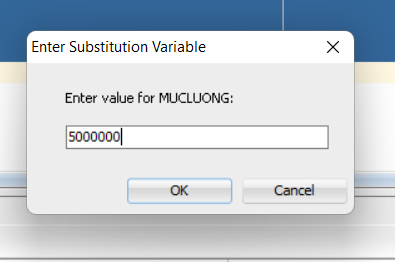 Enter Substitution Variable
Enter value for MUCLUONG:
5000000
OK
Cancel